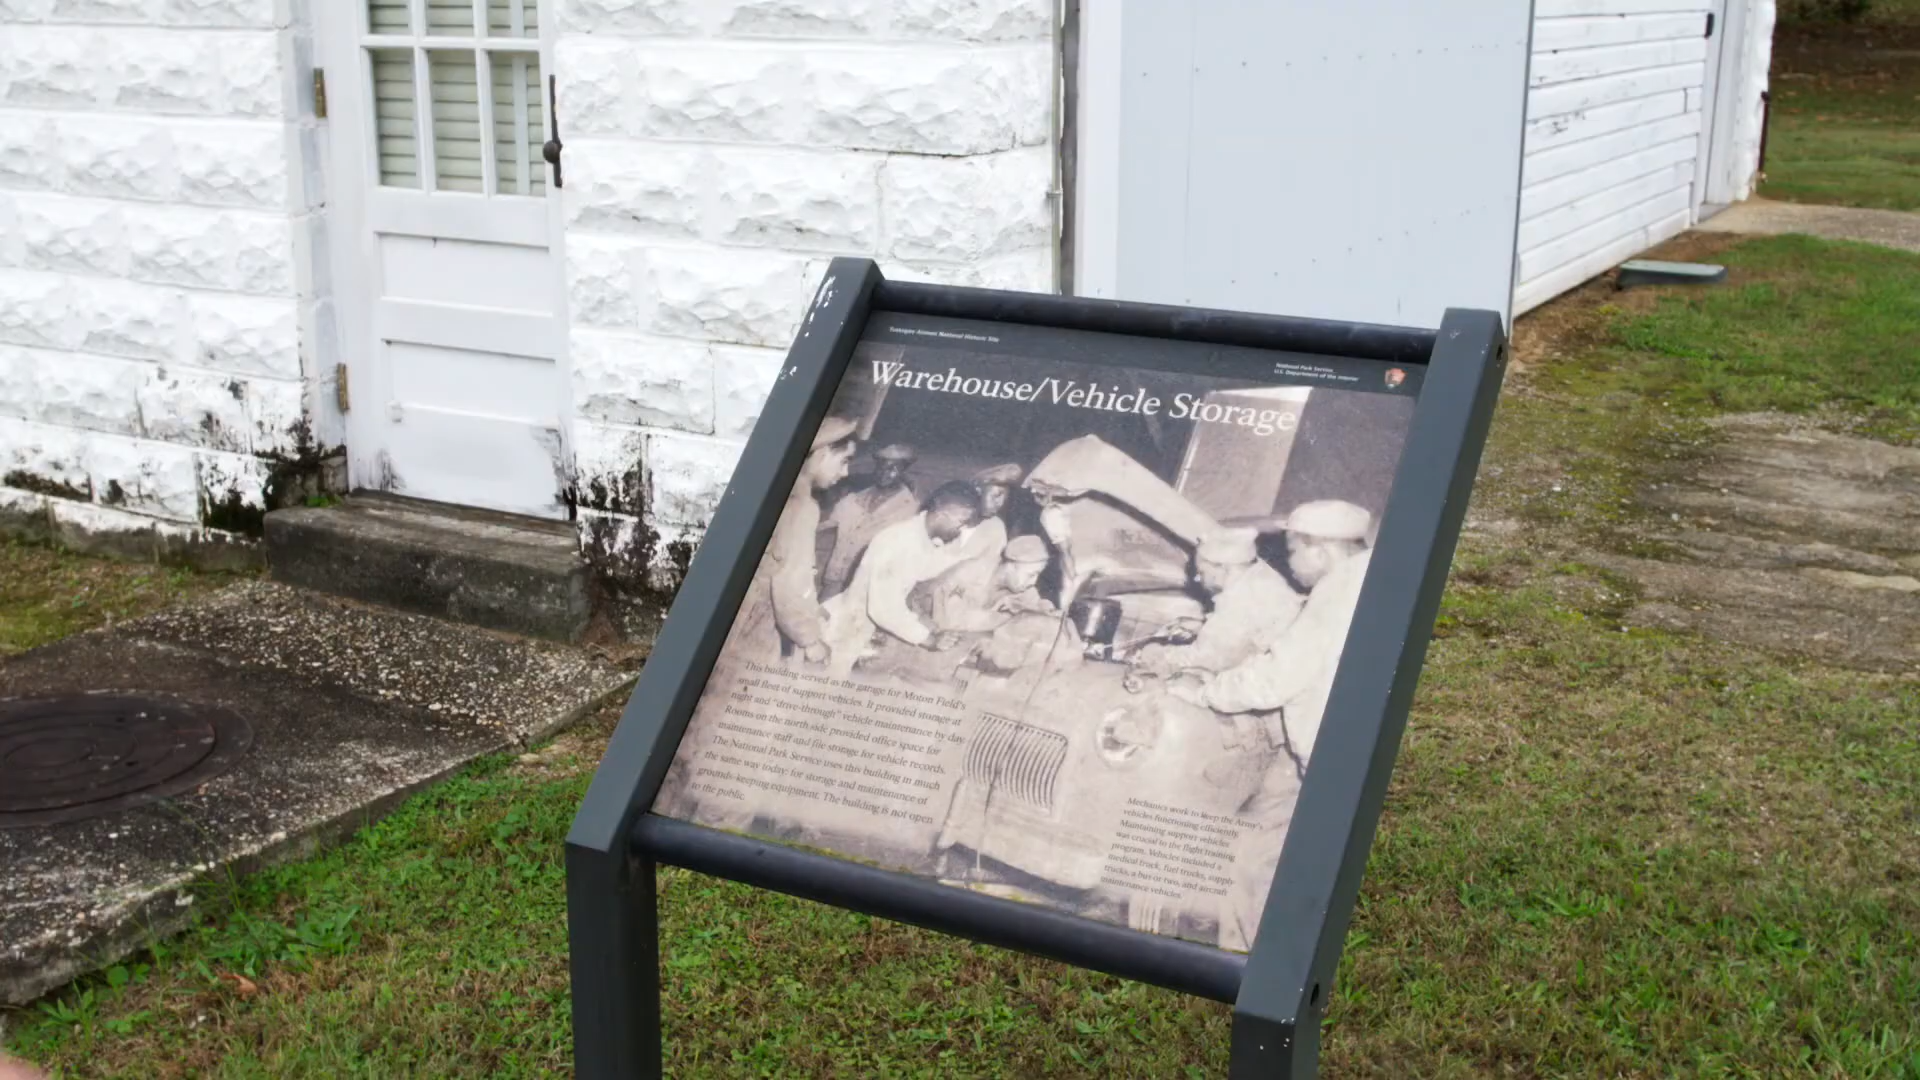 Tuskegee Airmen National Historic Site
National Park Service
U.S. Department of the Interior
Warehouse/Vehicle Storage
This building served as the garage for Moton Field's
small fleet of support vehicles. It provided storage at
night and "drive-through" vehicle maintenance by day.
Rooms on the north side provided office space for
maintenance staff and file storage for vehicle records.
The National Park Service uses this building in much
the same way today: for storage and maintenance of
grounds-keeping equipment. The building is not open
to the public.
Mechanics work to keep the Army's
vehicles functioning efficiently.
Maintaining support vehicles
was crucial to the flight training
program. Vehicles included a
medical truck, fuel trucks, supply
trucks, a bus or two, and aircraft
maintenance vehicles.